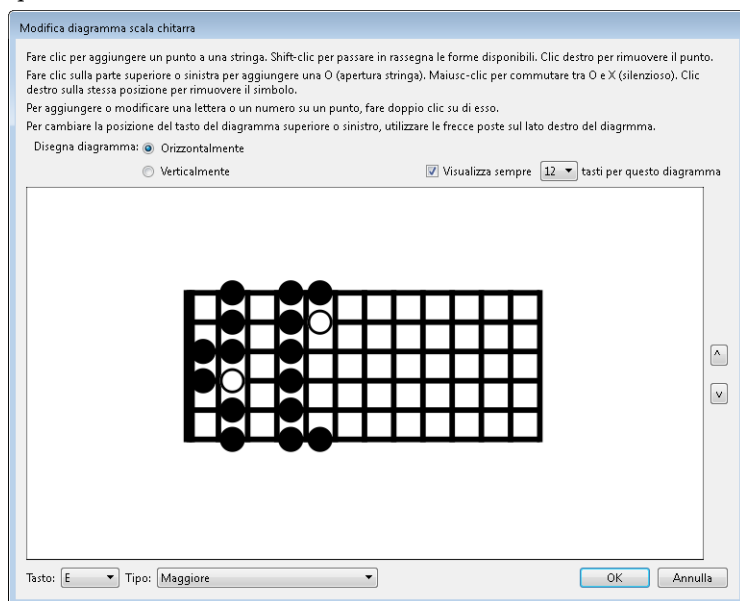 Modifica diagramma scala chitarra
Fare clic per aggiungere un punto a una stringa. Shift-clic per passare in rassegna le forme disponibili. Clic destro per rimuovere il punto.
Fare clic sulla parte superiore o sinistra per aggiungere una O (apertura stringa). Maiusc-clic per commutare tra O e X (silenzioso). Clic
destro sulla stessa posizione per rimuovere il simbolo.
Per aggiungere o modificare una lettera o un numero su un punto, fare doppio clic su di esso.
Per cambiare la posizione del tasto del diagramma superiore o sinistro, utilizzare le frecce poste sul lato destro del diagrmma.
Disegna diagramma: Orizzontalmente
Verticalmente Visualizza sempre 12 tasti per questo diagramma
^
v
Tasto: E Tipo: Maggiore OK Annulla